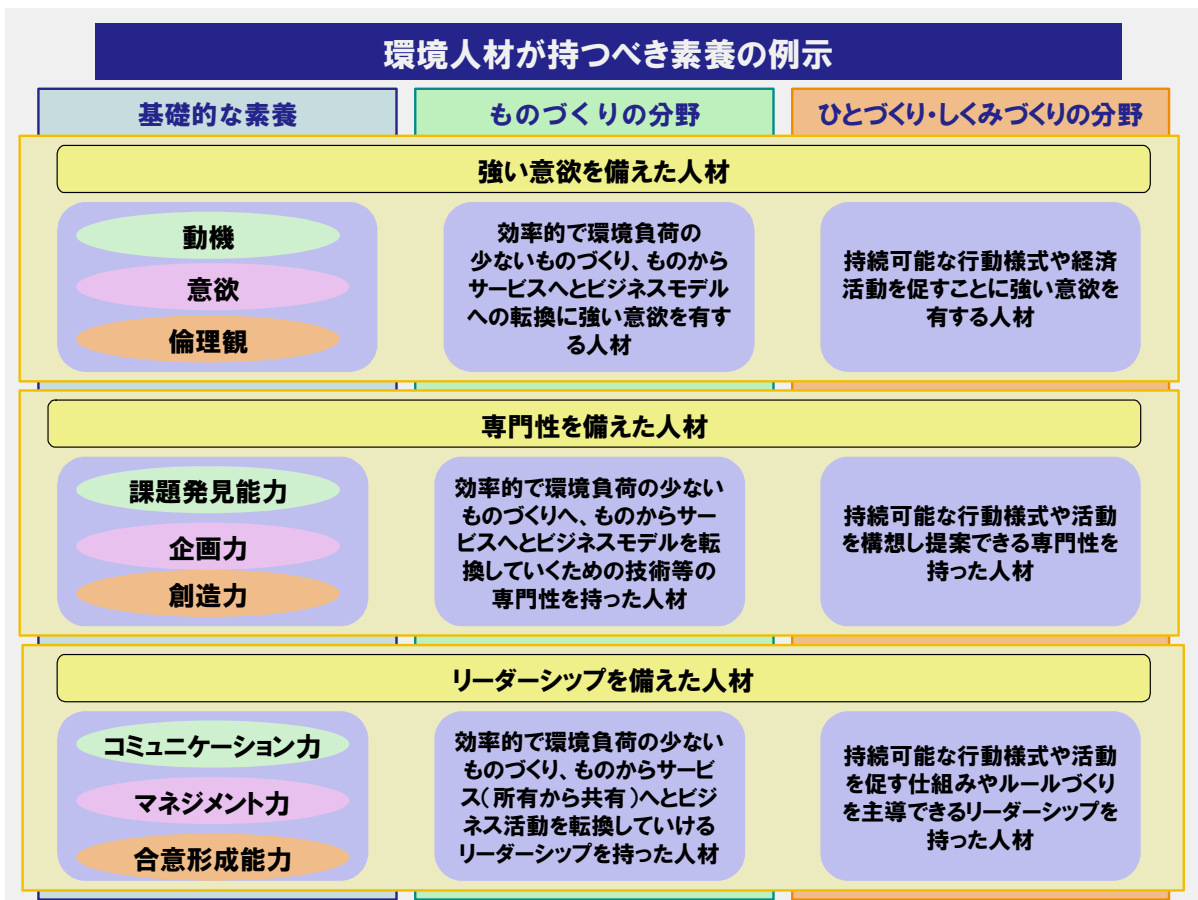 環境人材が持つべき素養の例示
基礎的な素養
ものづくりの分野
ひとづくり・しくみづくりの分野
強い意欲を備えた人材
動機
意欲
倫理観
効率的で環境負荷の
少ないものづくり、ものから
サービスへとビジネスモデル
への転換に強い意欲を有す
る人材
持続可能な行動様式や経済
活動を促すことに強い意欲を
有する人材
専門性を備えた人材
課題発見能力
企画力
創造力
効率的で環境負荷の少ない
ものづくりへ、ものからサー
ビスへとビジネスモデルを転
換していくための技術等の
専門性を持った人材
持続可能な行動様式や活動
を構想し提案できる専門性を
持った人材
リーダーシップを備えた人材
コミュニケーション力
マネジメント力
合意形成能力
効率的で環境負荷の少ない
ものづくり、ものからサービ
ス(所有から共有)へとビジ
ネス活動を転換していける
リーダーシップを持った人材
持続可能な行動様式や活動
を促す仕組みやルールづくり
を主導できるリーダーシップを
持った人材